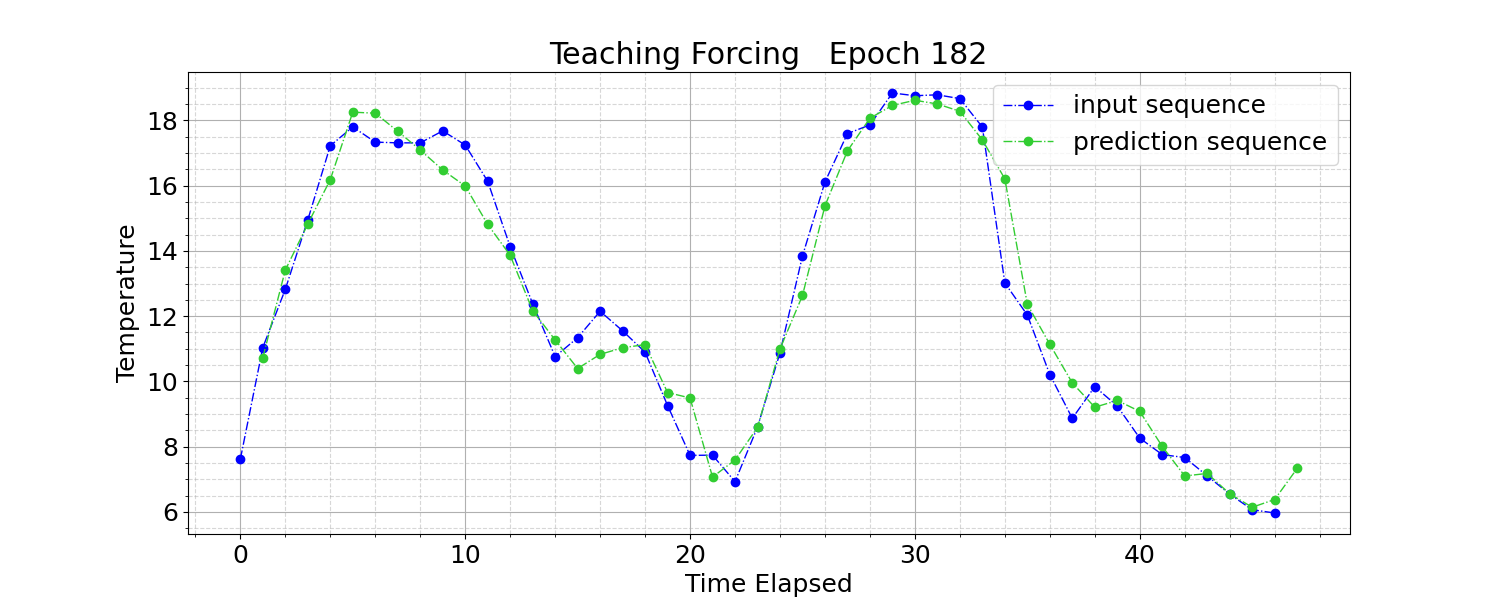 Teaching Forcing   Epoch 182
input sequence
prediction sequence
18
16
14
12
10
8
6
Temperature
0 10 20 30 40
Time Elapsed